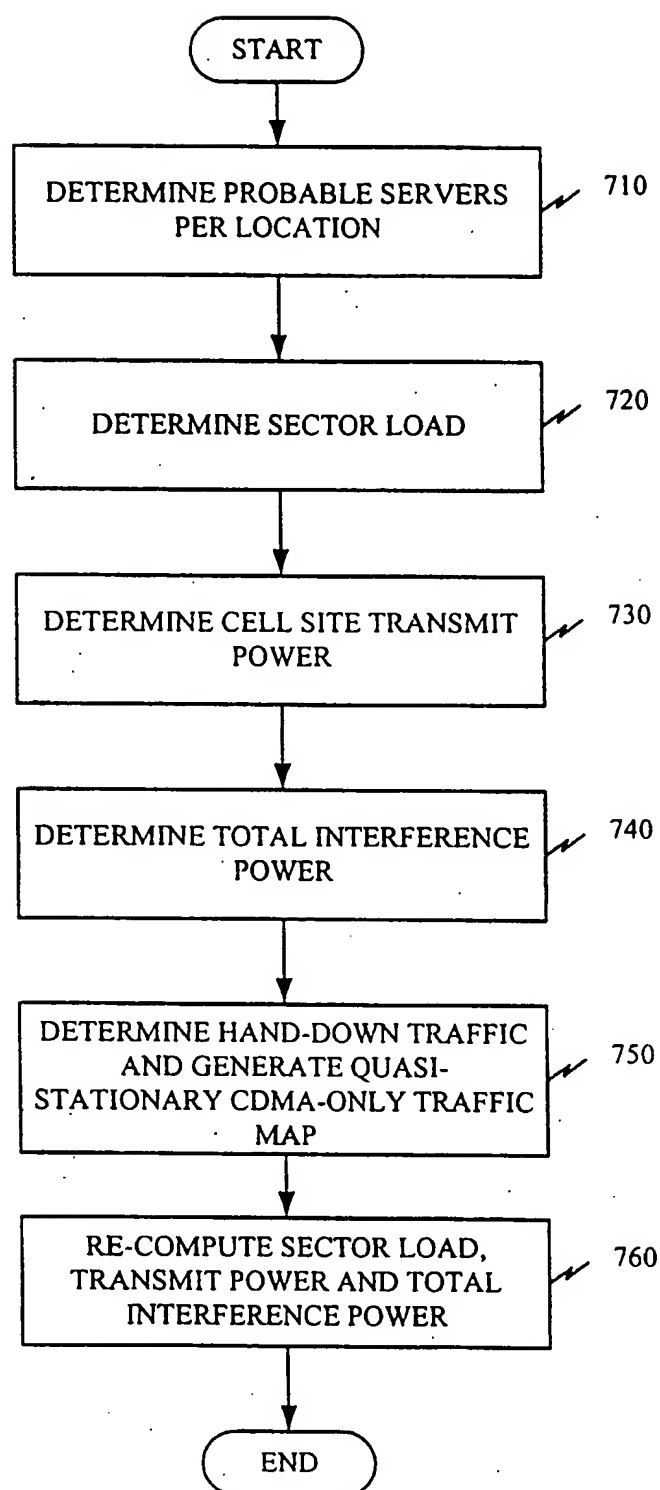 START
DETERMINE PROBABLE SERVERS
PER LOCATION
710
DETERMINE SECTOR LOAD
720
DETERMINE CELL SITE TRANSMIT
POWER
730
DETERMINE TOTAL INTERFERENCE
POWER
740
DETERMINE HAND-DOWN TRAFFIC
AND GENERATE QUASI-
STATIONARY CDMA-ONLY TRAFFIC
MAP
750
RE-COMPUTE SECTOR LOAD,
TRANSMIT POWER AND TOTAL
INTERFERENCE POWER
760
END